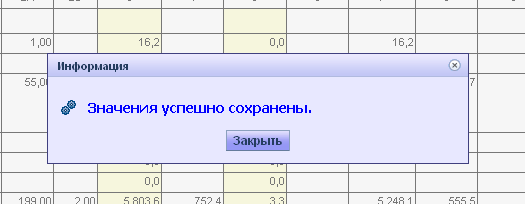 1,00 16,2 0,0 16,2
Информация
55,00
Значения успешно сохранены.
Закрыть
0,0 0,0
199,00 2,00 5 803,6 752,4 3,3 5 248,1 555,5